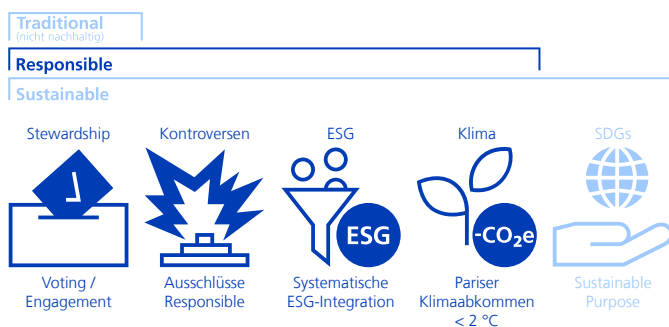 Traditional
(nicht nachhaltig)
Responsible
Sustainable
Stewardship
Kontroversen
ESG
Klima
SDGs
ESG
-CO₂e
Voting /
Engagement
Ausschlüsse
Responsible
Systematische
ESG-Integration
Pariser
Klimaabkommen
< 2 °C
Sustainable
Purpose